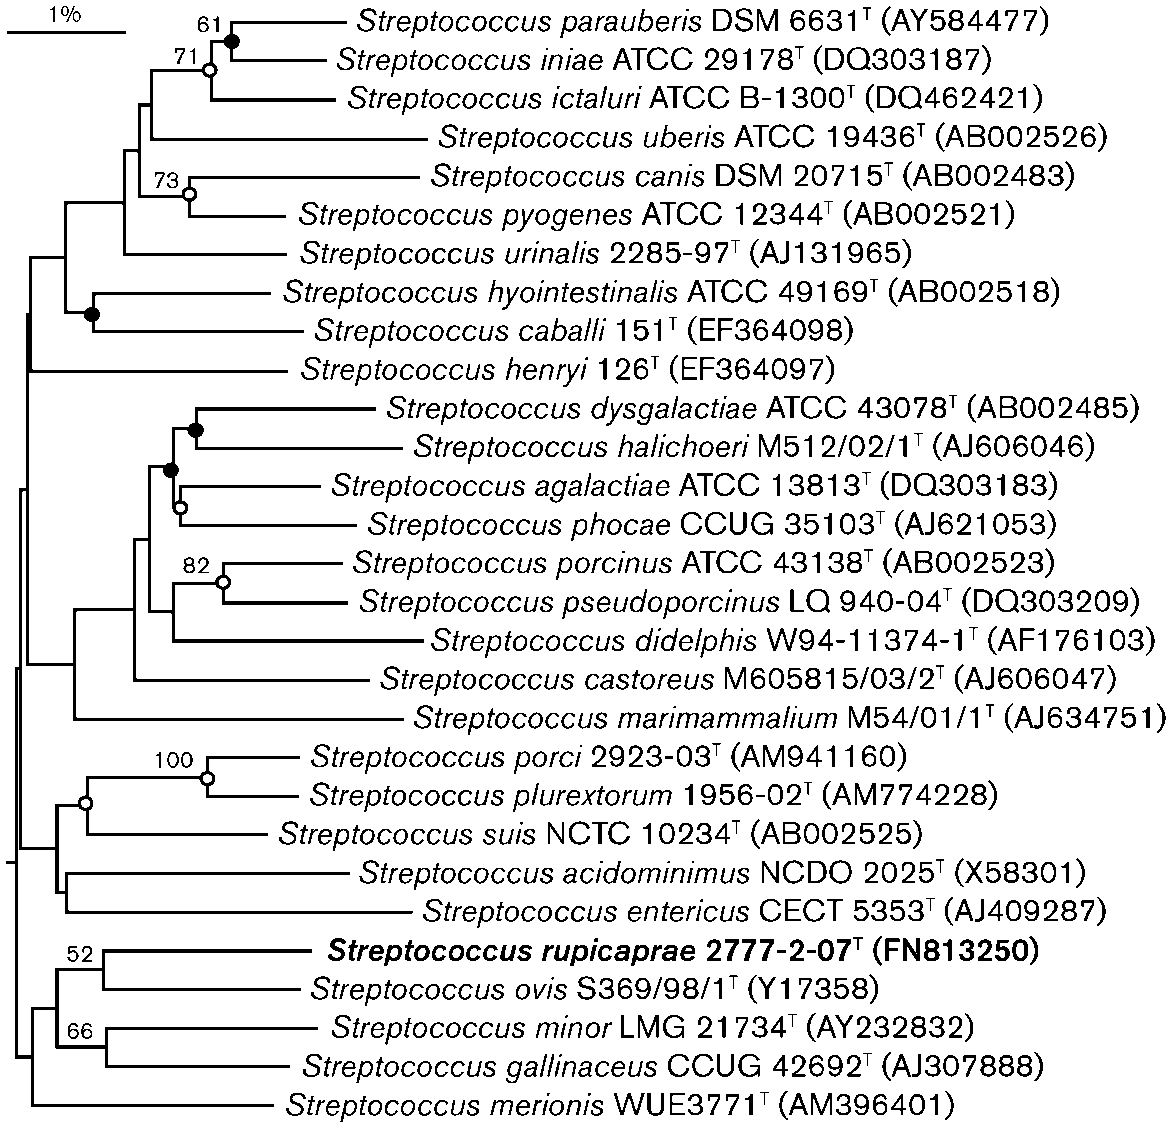 1%
61
Streptococcus parauberis DSM 6631ᵀ (AY584477)
71
Streptococcus iniae ATCC 29178ᵀ (DQ303187)
Streptococcus ictaluri ATCC B-1300ᵀ (DQ462421)
Streptococcus uberis ATCC 19436ᵀ (AB002526)
73
Streptococcus canis DSM 20715ᵀ (AB002483)
Streptococcus pyogenes ATCC 12344ᵀ (AB002521)
Streptococcus urinalis 2285-97ᵀ (AJ131965)
Streptococcus hyointestinalis ATCC 49169ᵀ (AB002518)
Streptococcus caballi 151ᵀ (EF364098)
Streptococcus henryi 126ᵀ (EF364097)
Streptococcus dysgalactiae ATCC 43078ᵀ (AB002485)
Streptococcus halichoeri M512/02/1ᵀ (AJ606046)
Streptococcus agalactiae ATCC 13813ᵀ (DQ303183)
Streptococcus phocae CCUG 35103ᵀ (AJ621053)
82
Streptococcus porcinus ATCC 43138ᵀ (AB002523)
Streptococcus pseudoporcinus LQ 940-04ᵀ (DQ303209)
Streptococcus didelphis W94-11374-1ᵀ (AF176103)
Streptococcus castoreus M605815/03/2ᵀ (AJ606047)
Streptococcus marimammalium M54/01/1ᵀ (AJ634751)
100
Streptococcus porci 2923-03ᵀ (AM941160)
Streptococcus plurextorum 1956-02ᵀ (AM774228)
Streptococcus suis NCTC 10234ᵀ (AB002525)
Streptococcus acidominimus NCDO 2025ᵀ (X58301)
Streptococcus entericus CECT 5353ᵀ (AJ409287)
52
Streptococcus rupicaprae 2777-2-07ᵀ (FN813250)
Streptococcus ovis S369/98/1ᵀ (Y17358)
66
Streptococcus minor LMG 21734ᵀ (AY232832)
Streptococcus gallinaceus CCUG 42692ᵀ (AJ307888)
Streptococcus merionis WUE3771ᵀ (AM396401)